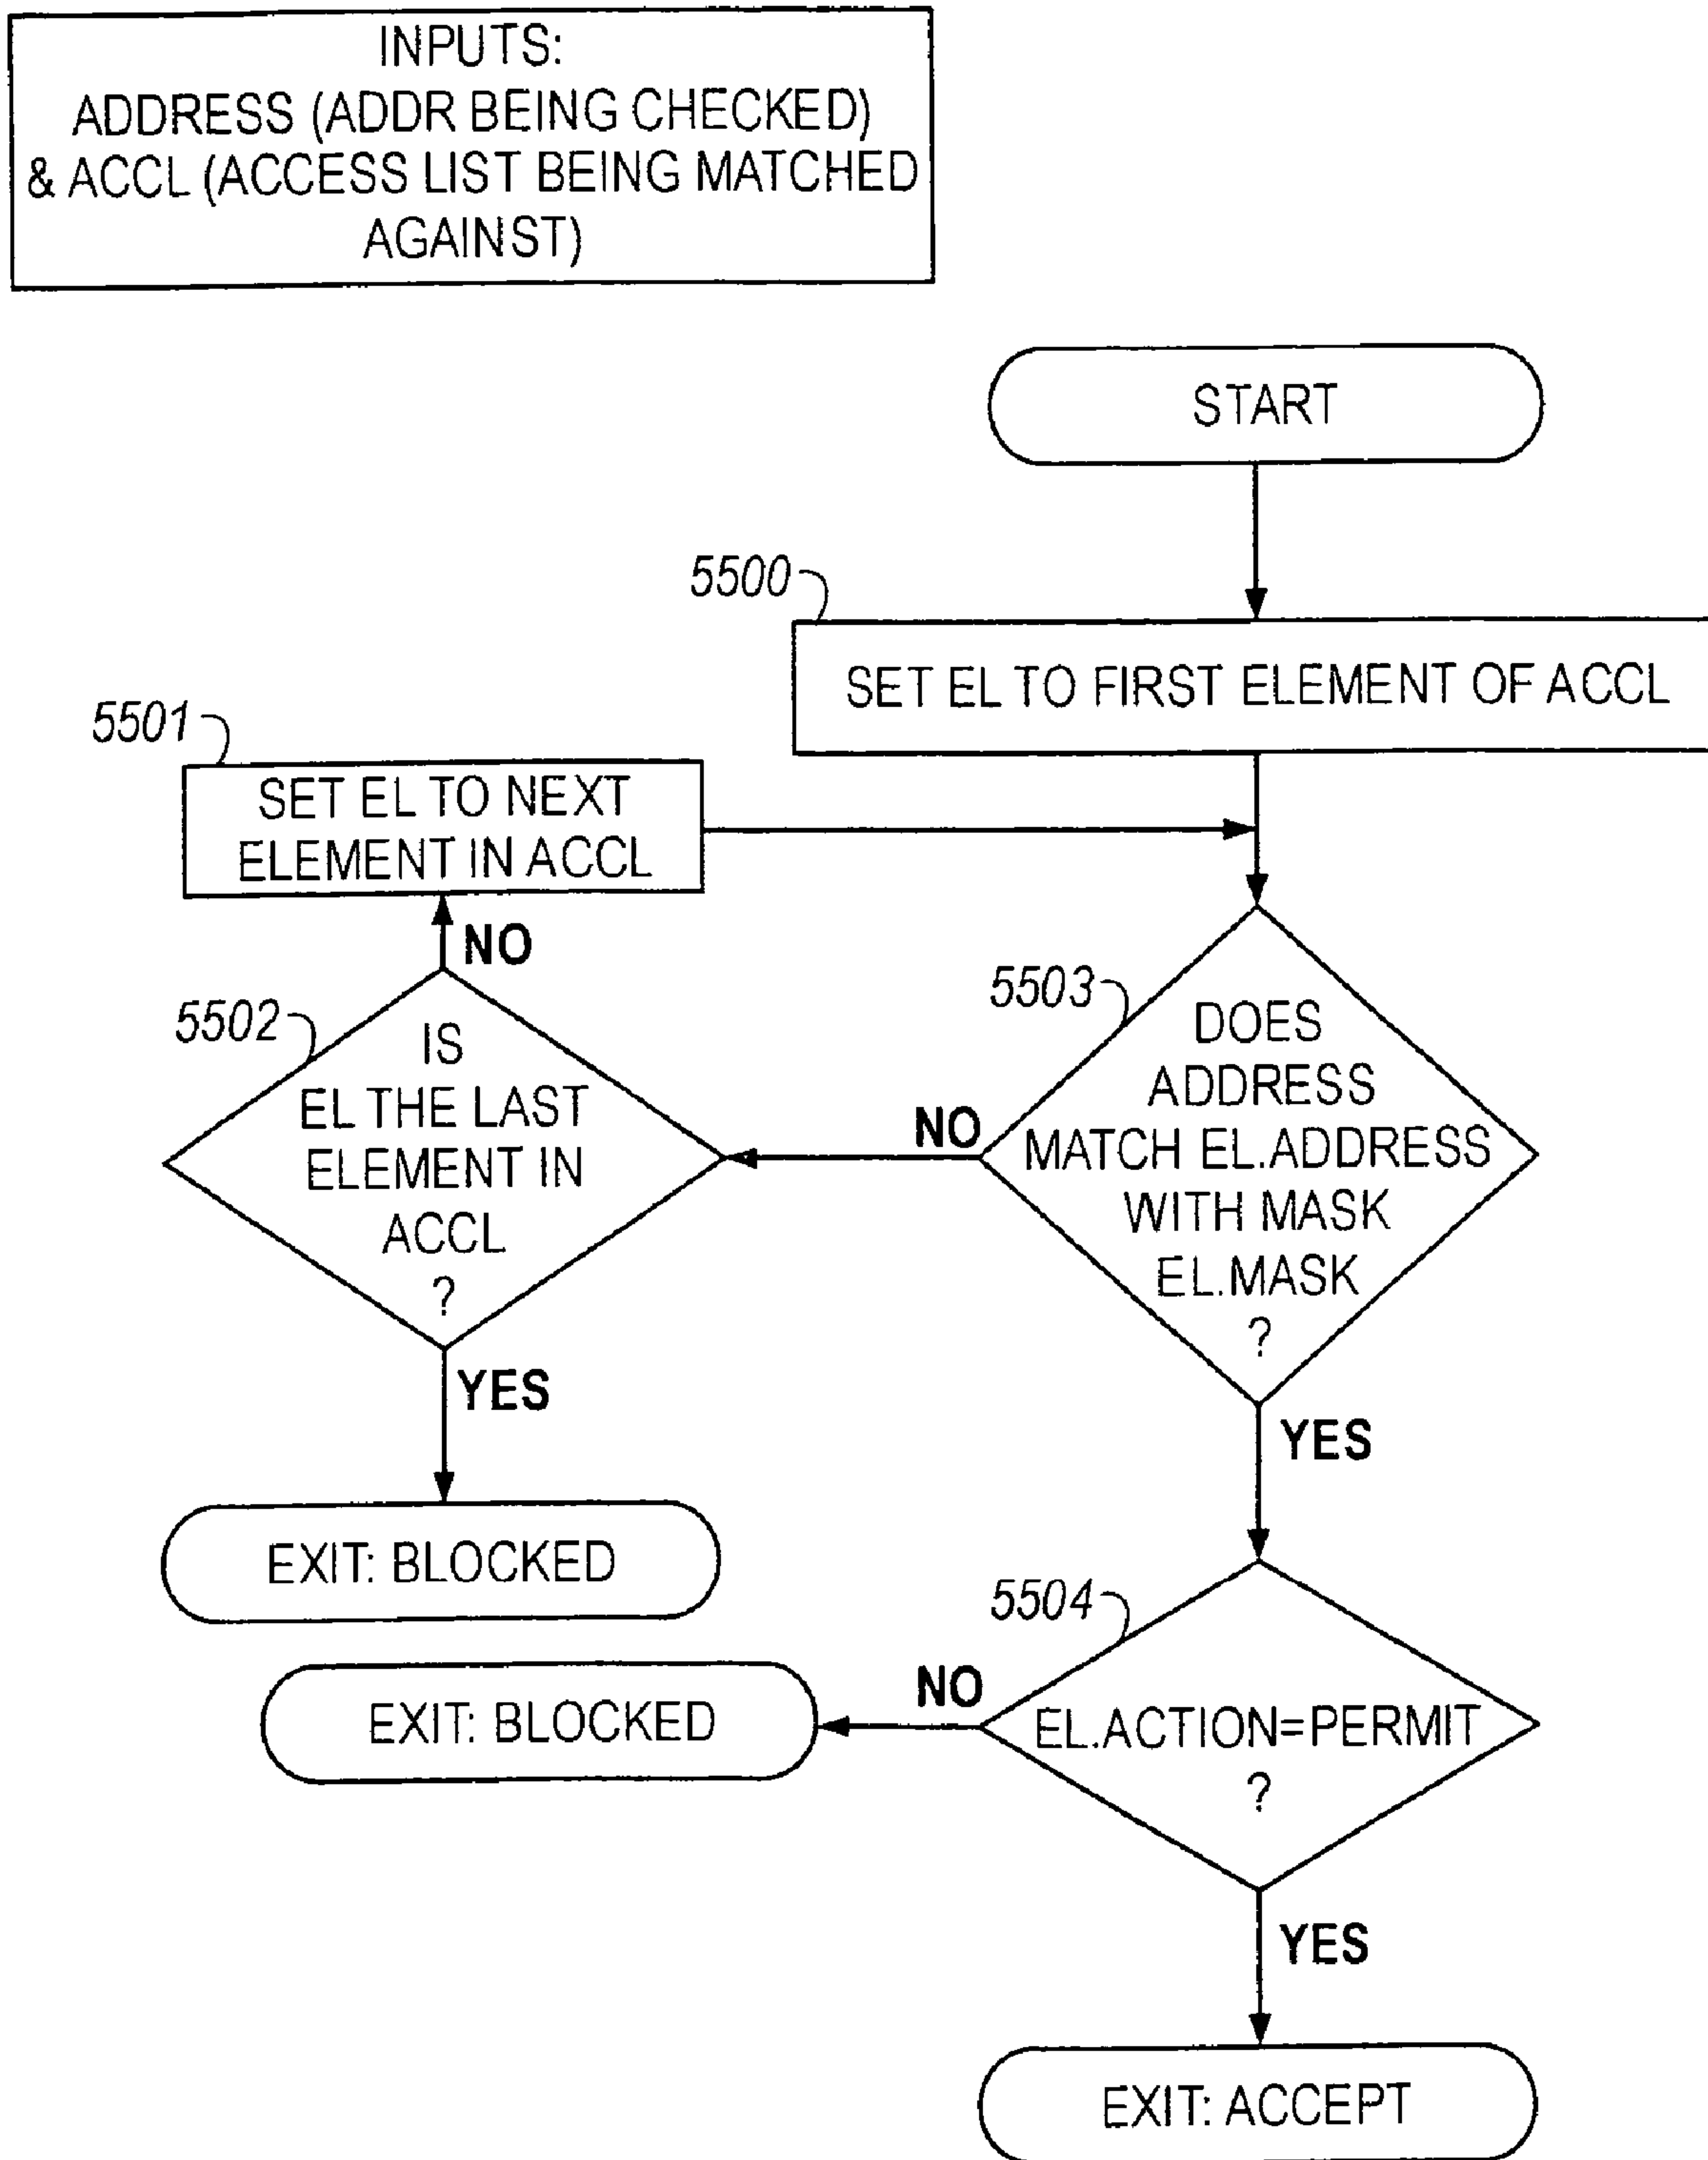 INPUTS:
ADDRESS (ADDR BEING CHECKED)
& ACCL (ACCESS LIST BEING MATCHED
AGAINST)
START
5500
SET EL TO FIRST ELEMENT OF ACCL
5501
SET EL TO NEXT
ELEMENT IN ACCL
NO
5502
IS
EL THE LAST
ELEMENT IN
ACCL
?
NO
5503
DOES
ADDRESS
MATCH EL.ADDRESS
WITH MASK
EL.MASK
?
YES
YES
EXIT: BLOCKED
5504
EL.ACTION=PERMIT
?
NO
EXIT: BLOCKED
YES
EXIT: ACCEPT